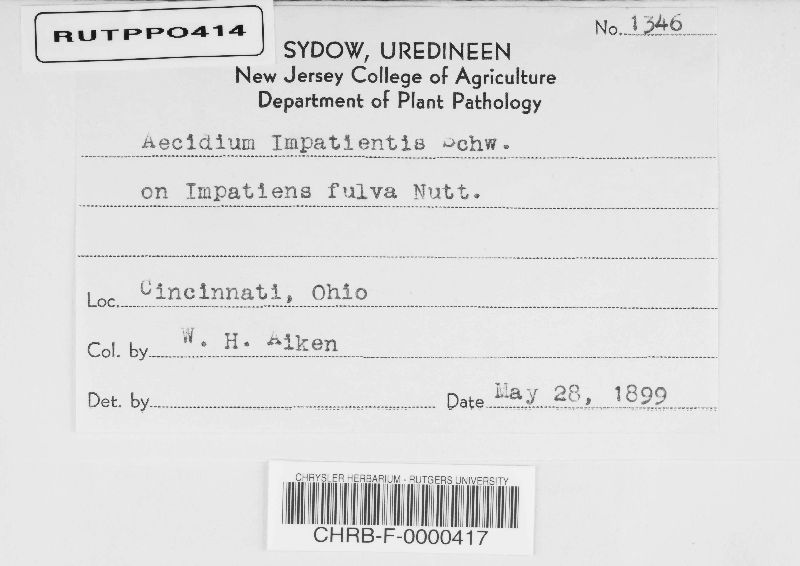 RUTPPO414
No. 1346
SYDOW, UREDINEEN
New Jersey College of Agriculture
Department of Plant Pathology
Aecidium Impatientis Schw.
on Impatiens fulva Nutt.
Loc. Cincinnati, Ohio
Col. by W. H. Aiken
Det. by
Date May 28, 1899
CHRYSLER HERBARIUM - RUTGERS UNIVERSITY
CHRB-F-0000417